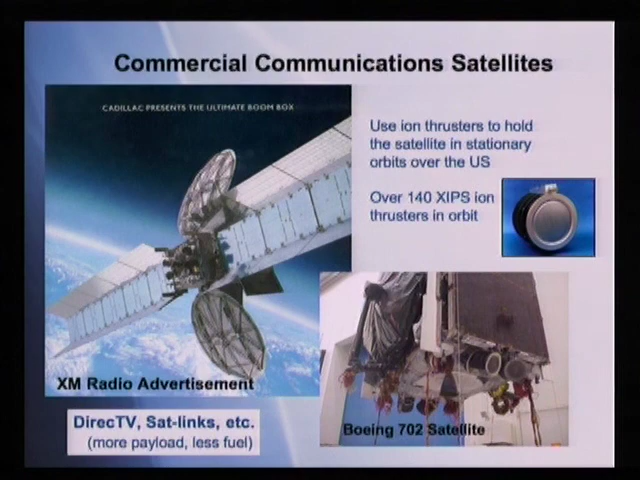 Commercial Communications Satellites
CADILLAC PRESENTS THE ULTIMATE BOOM BOX
Use ion thrusters to hold
the satellite in stationary
orbits over the US
Over 140 XIPS ion
thrusters in orbit
XM Radio Advertisement
DirecTV, Sat-links, etc.
(more payload, less fuel)
Boeing 702 Satellite